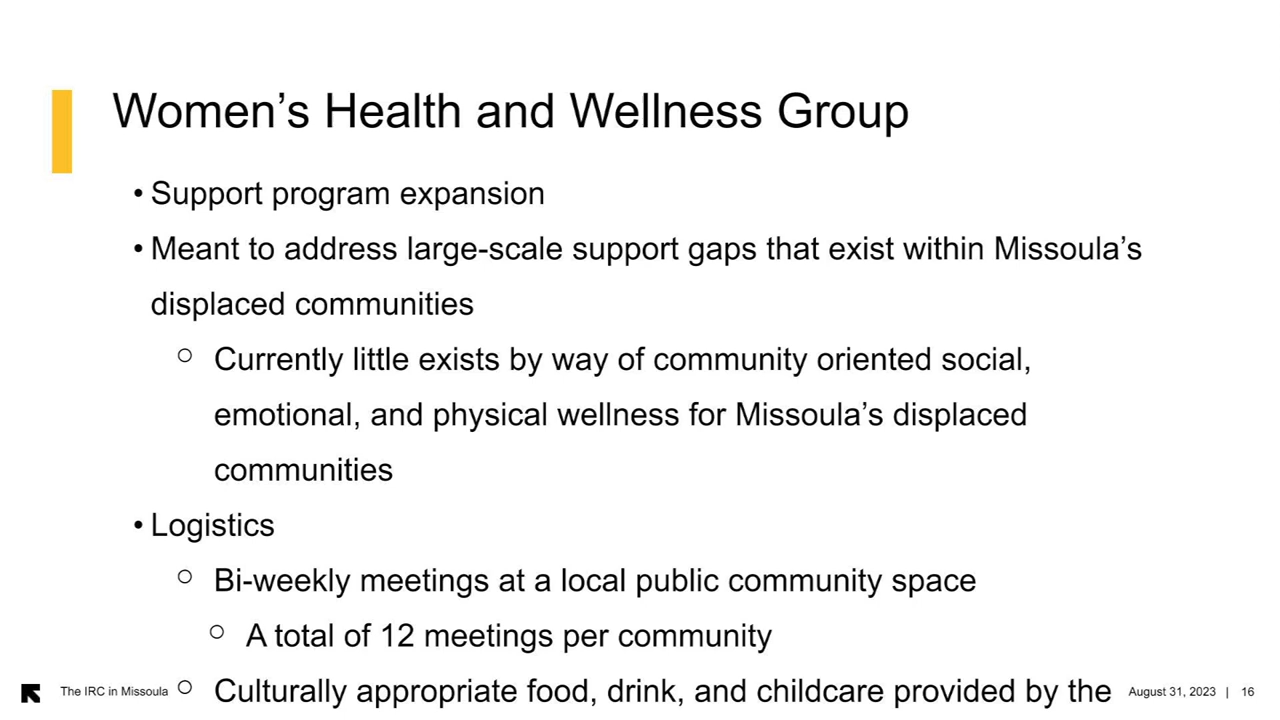 Women’s Health and Wellness Group
• Support program expansion
• Meant to address large-scale support gaps that exist within Missoula’s
displaced communities
○ Currently little exists by way of community oriented social,
emotional, and physical wellness for Missoula’s displaced
communities
• Logistics
○ Bi-weekly meetings at a local public community space
○ A total of 12 meetings per community
○ Culturally appropriate food, drink, and childcare provided by the
The IRC in Missoula
August 31, 2023 | 16